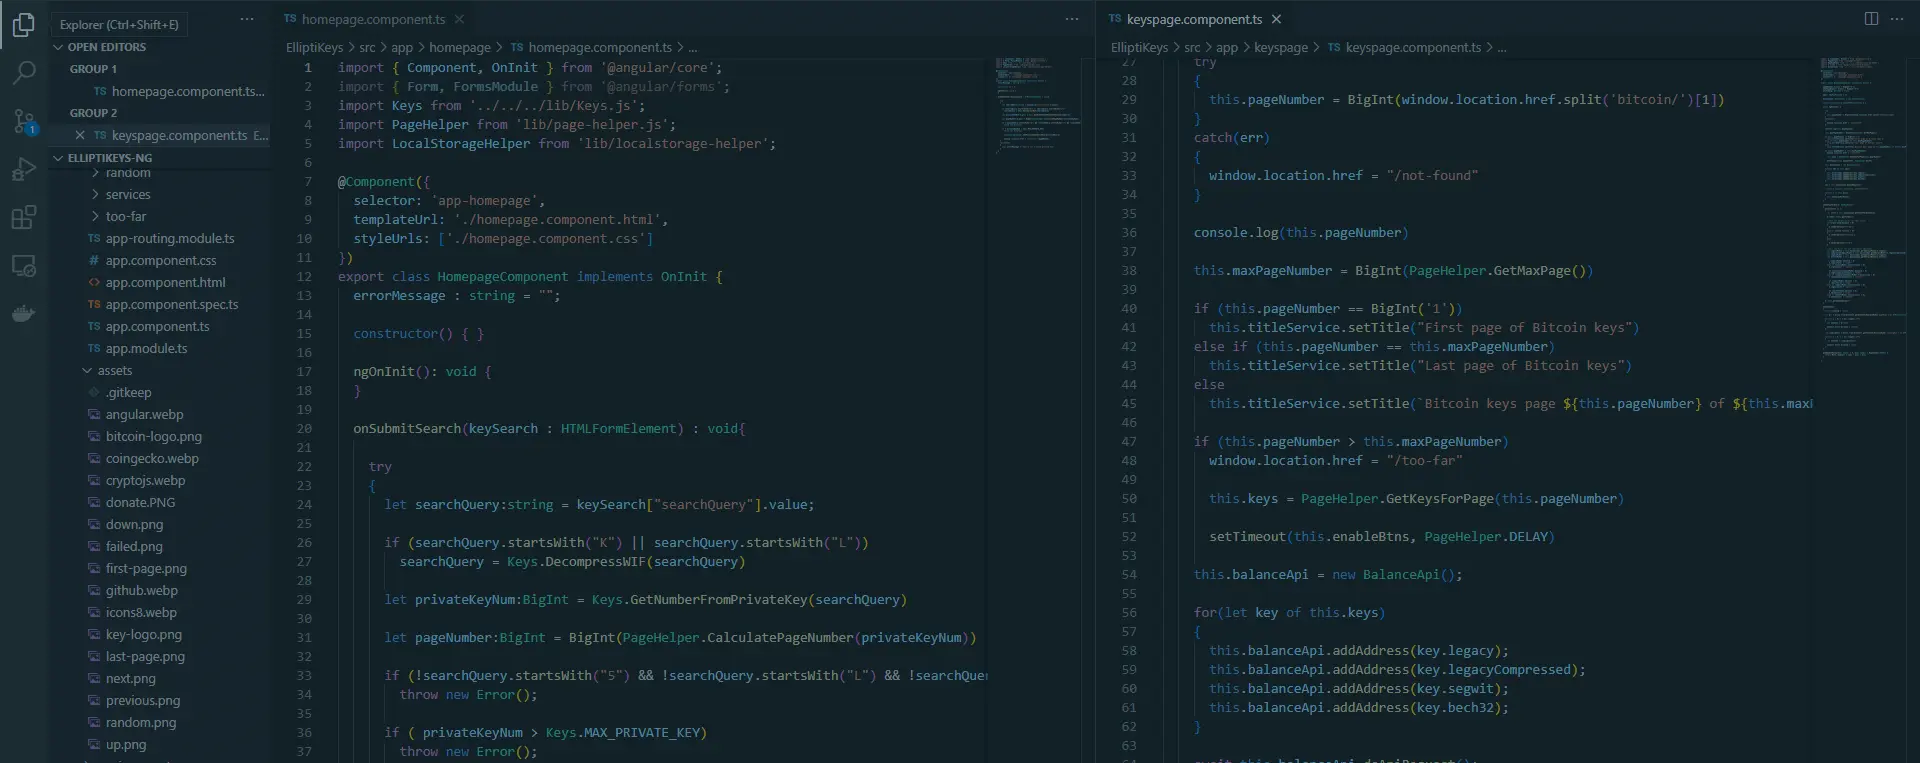 Explorer (Ctrl+Shift+E)
OPEN EDITORS
GROUP 1
TS homepage.component.ts...
GROUP 2
TS keyspage.component.ts E...
ELLIPTIKEYS-NG
random
services
too-far
TS app-routing.module.ts
# app.component.css
<> app.component.html
TS app.component.spec.ts
TS app.component.ts
TS app.module.ts
assets
.gitkeep
angular.webp
bitcoin-logo.png
coingecko.webp
cryptojs.webp
donate.PNG
down.png
failed.png
first-page.png
github.webp
icons8.webp
key-logo.png
last-page.png
next.png
previous.png
random.png
up.png
1
TS homepage.component.ts
ElliptiKeys > src > app > homepage > TS homepage.component.ts > ...
1 import { Component, OnInit } from '@angular/core';
2 import { Form, FormsModule } from '@angular/forms';
3 import Keys from '../../../lib/Keys.js';
4 import PageHelper from 'lib/page-helper.js';
5 import LocalStorageHelper from 'lib/localstorage-helper';
6
7 @Component({
8 selector: 'app-homepage',
9 templateUrl: './homepage.component.html',
10 styleUrls: ['./homepage.component.css']
11 })
12 export class HomepageComponent implements OnInit {
13 errorMessage : string = "";
14
15 constructor() { }
16
17 ngOnInit(): void {
18 }
19
20 onSubmitSearch(keySearch : HTMLFormElement) : void{
21
22 try
23 {
24 let searchQuery:string = keySearch["searchQuery"].value;
25
26 if (searchQuery.startsWith("K") || searchQuery.startsWith("L"))
27 searchQuery = Keys.DecompressWIF(searchQuery)
28
29 let privateKeyNum:BigInt = Keys.GetNumberFromPrivateKey(searchQuery)
30
31 let pageNumber:BigInt = BigInt(PageHelper.CalculatePageNumber(privateKeyNum))
32
33 if (!searchQuery.startsWith("5") && !searchQuery.startsWith("L") && !searchQuer
34 throw new Error();
35
36 if ( privateKeyNum > Keys.MAX_PRIVATE_KEY)
37 throw new Error();
TS keyspage.component.ts
ElliptiKeys > src > app > keyspage > TS keyspage.component.ts > ...
27 try
28 {
29 this.pageNumber = BigInt(window.location.href.split('bitcoin/')[1])
30 }
31 catch(err)
32 {
33 window.location.href = "/not-found"
34 }
35
36 console.log(this.pageNumber)
37
38 this.maxPageNumber = BigInt(PageHelper.GetMaxPage())
39
40 if (this.pageNumber == BigInt('1'))
41 this.titleService.setTitle("First page of Bitcoin keys")
42 else if (this.pageNumber == this.maxPageNumber)
43 this.titleService.setTitle("Last page of Bitcoin keys")
44 else
45 this.titleService.setTitle(`Bitcoin keys page ${this.pageNumber} of ${this.max
46
47 if (this.pageNumber > this.maxPageNumber)
48 window.location.href = "/too-far"
49
50 this.keys = PageHelper.GetKeysForPage(this.pageNumber)
51
52 setTimeout(this.enableBtns, PageHelper.DELAY)
53
54 this.balanceApi = new BalanceApi();
55
56 for(let key of this.keys)
57 {
58 this.balanceApi.addAddress(key.legacy);
59 this.balanceApi.addAddress(key.legacyCompressed);
60 this.balanceApi.addAddress(key.segwit);
61 this.balanceApi.addAddress(key.bech32);
62 }
63